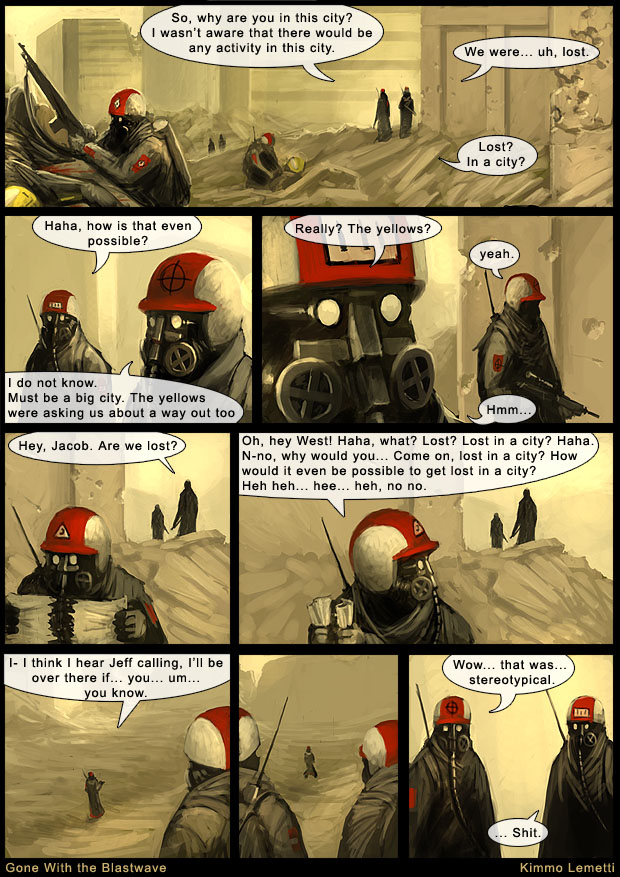 So, why are you in this city?
I wasn't aware that there would be
any activity in this city.
We were... uh, lost.
Lost?
In a city?
Haha, how is that even
possible?
I do not know.
Must be a big city. The yellows
were asking us about a way out too
Really? The yellows?
yeah.
Hmm...
Hey, Jacob. Are we lost?
Oh, hey West! Haha, what? Lost? Lost in a city? Haha.
N-no, why would you... Come on, lost in a city? How
would it even be possible to get lost in a city?
Heh heh... hee... heh, no no.
I- I think I hear Jeff calling, I'll be
over there if... you... um...
you know.
Wow... that was...
stereotypical.
... Shit.
Gone With the Blastwave
Kimmo Lemetti